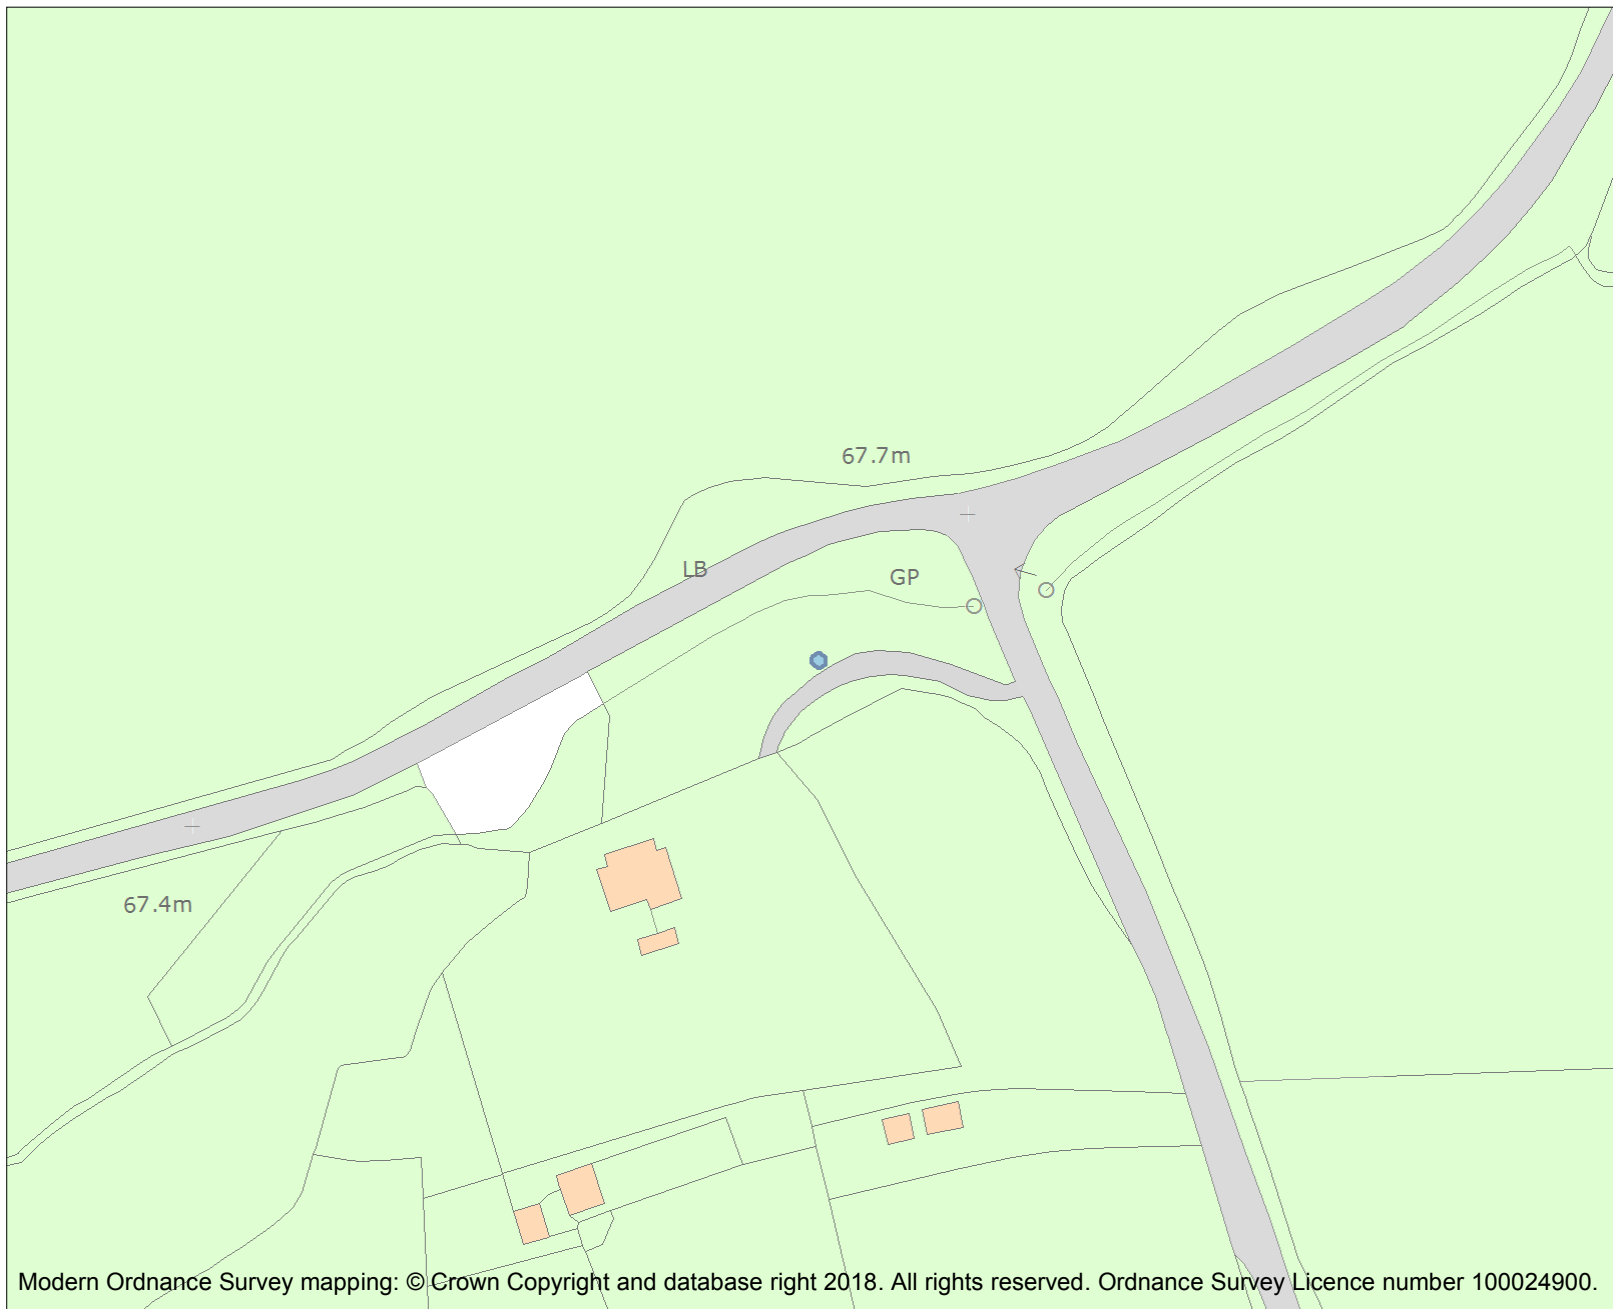 67.7m
LB
GP
67.4m
Modern Ordnance Survey mapping: © Crown Copyright and database right 2018. All rights reserved. Ordnance Survey Licence number 100024900.